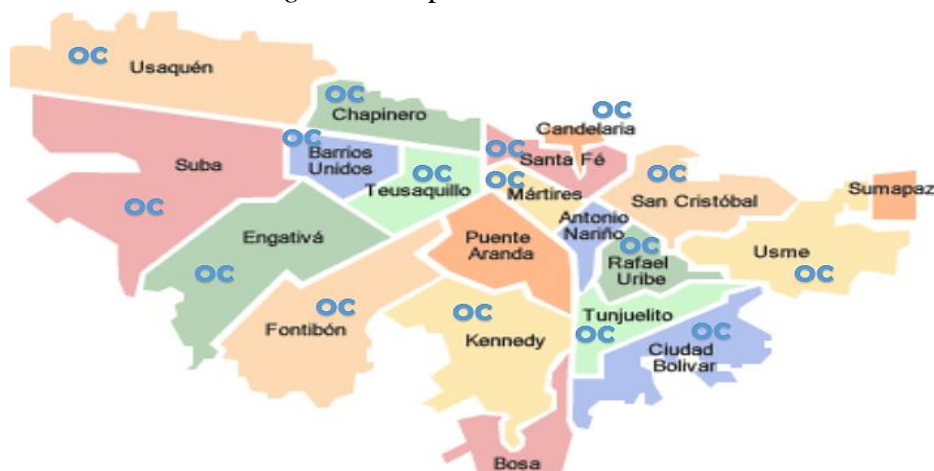 OC
Usaquén
OC
Chapinero
OC
Candelaria
OC
Barrios
Unidos
OC
Santa Fé
Suba
OC
OC
Teusaquillo
OC
Mártires
OC
San Cristóbal
Sumapaz
Engativá
OC
Puente
Aranda
Antonio
Nariño
OC
Rafael
Uribe
Usme
OC
OC
Fontibón
OC
Kennedy
Tunjuelito
OC
OC
Ciudad
Bolivar
Bosa